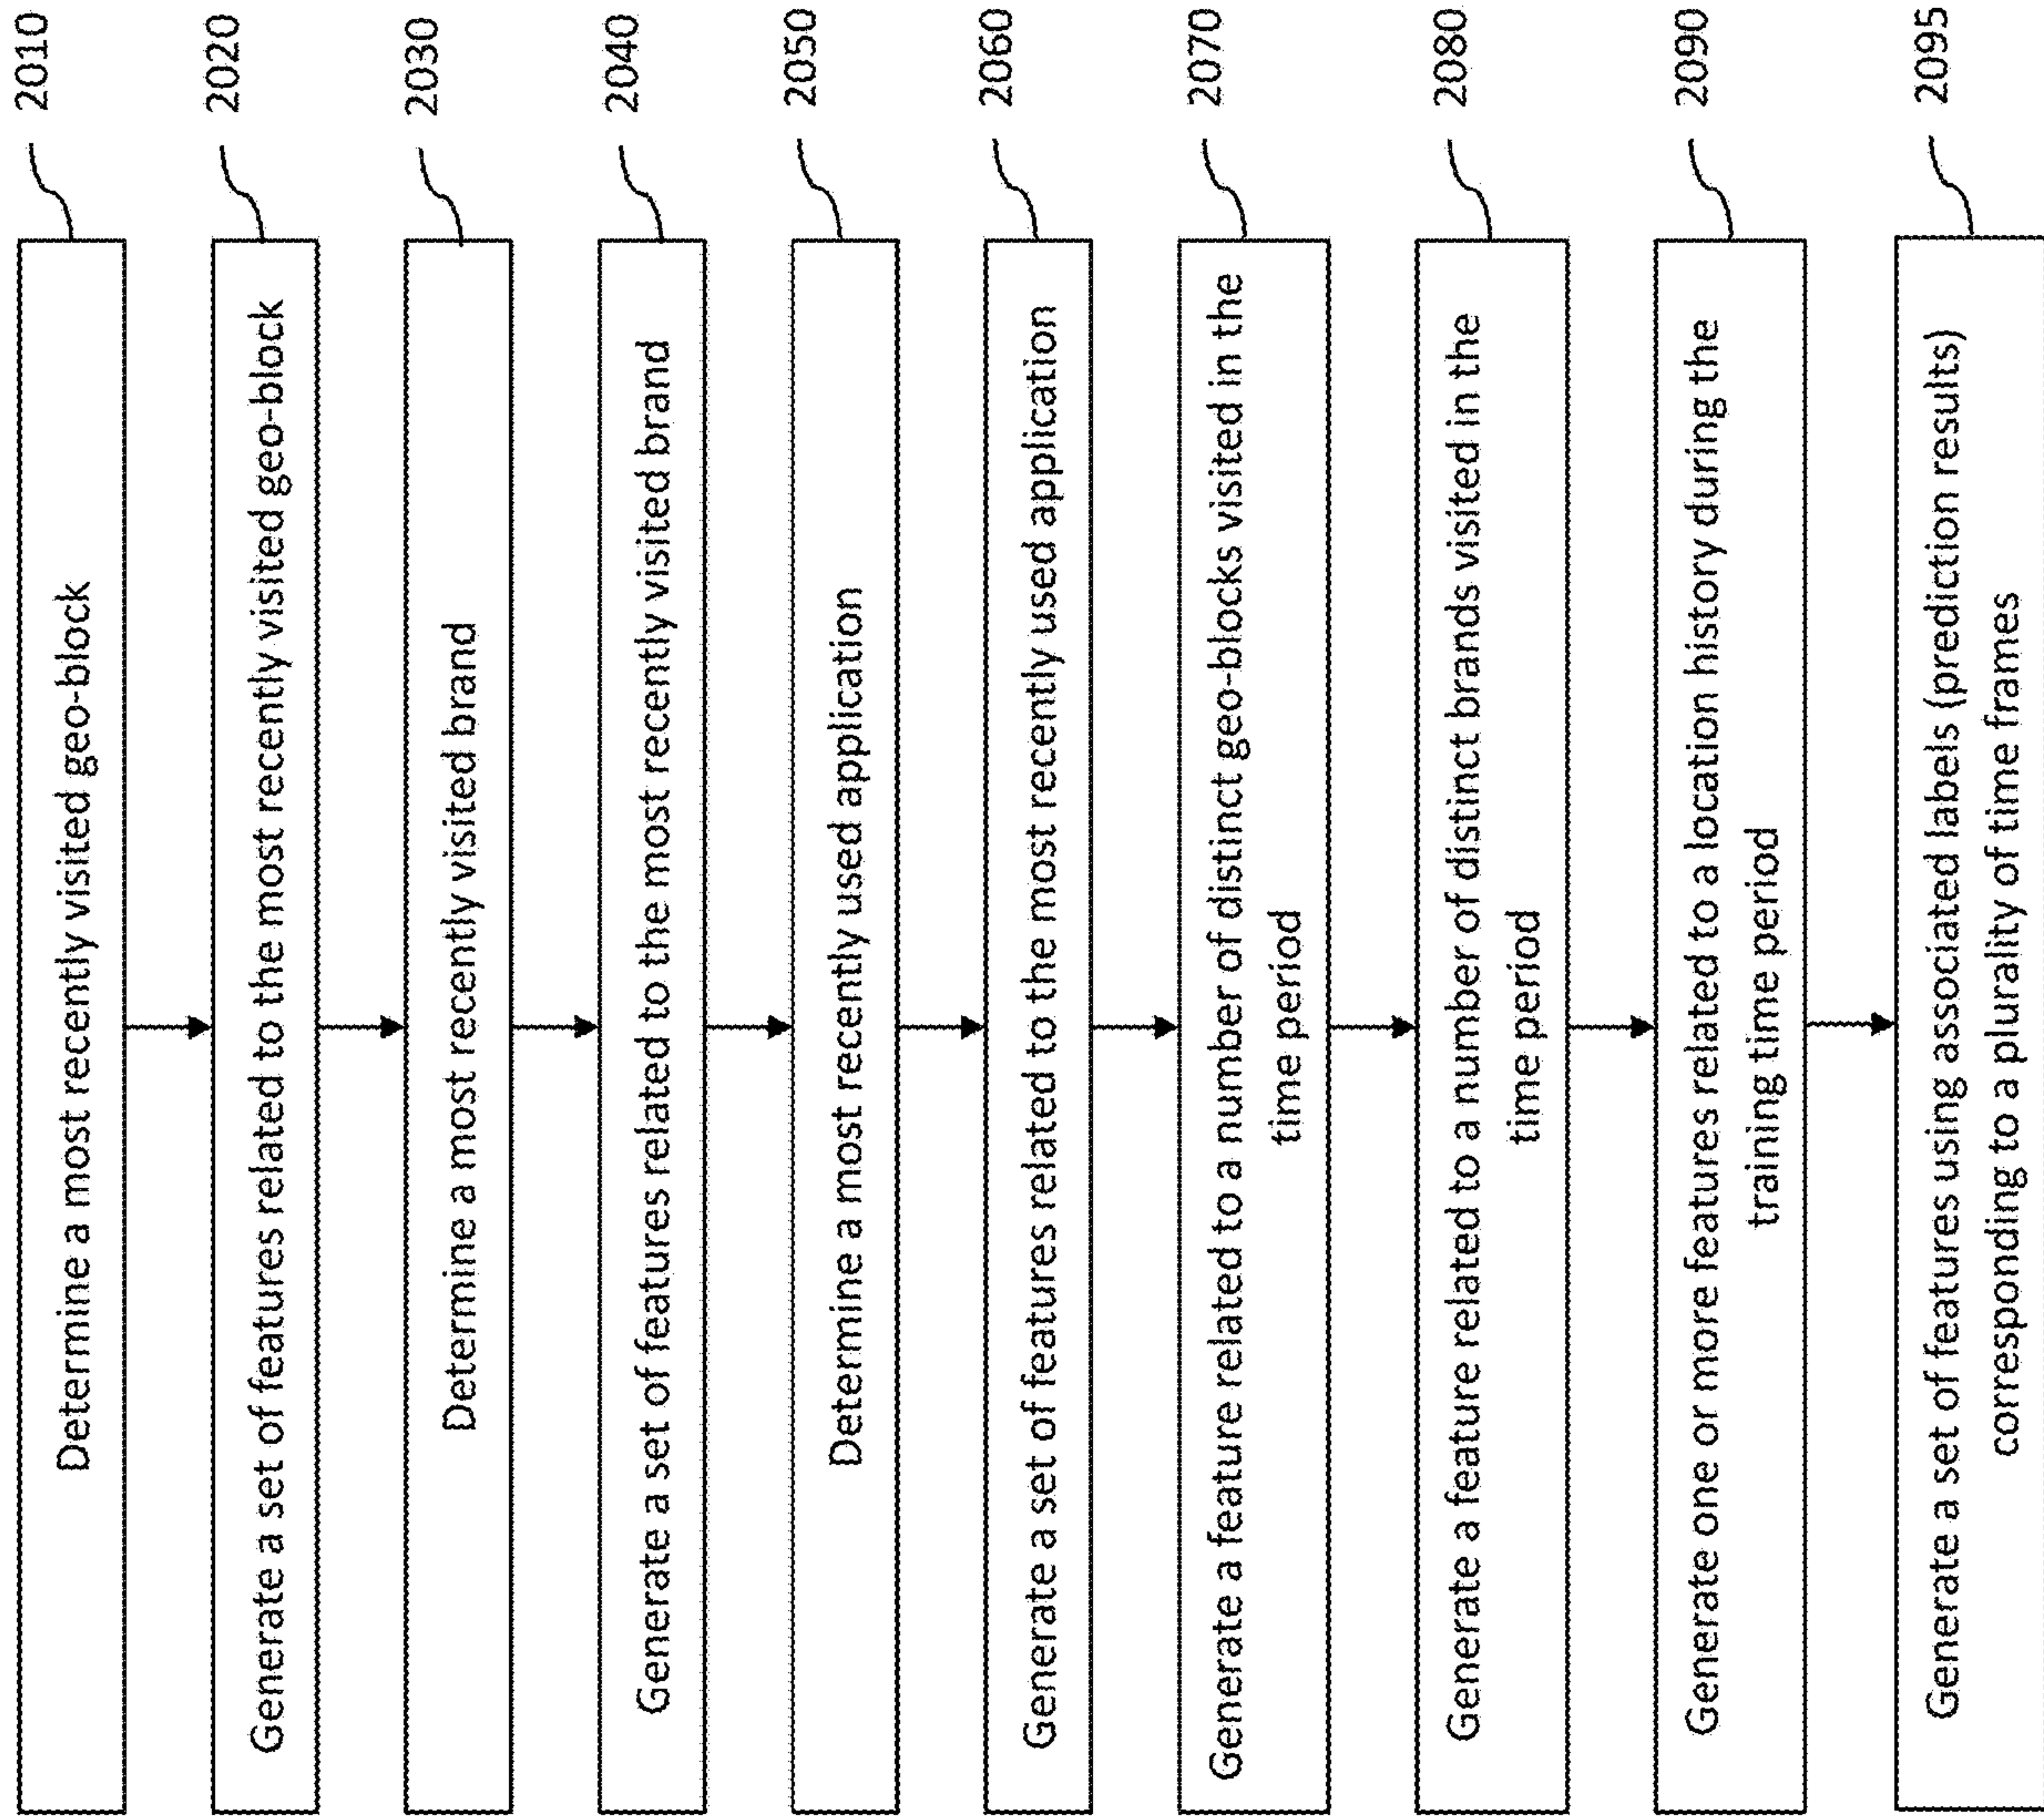 Determine a most recently visited geo-block
2010
Generate a set of features related to the most recently visited geo-block
2020
Determine a most recently visited brand
2030
Generate a set of features related to the most recently visited brand
2040
Determine a most recently used application
2050
Generate a set of features related to the most recently used application
2060
Generate a feature related to a number of distinct geo-blocks visited in the
time period
2070
Generate a feature related to a number of distinct brands visited in the
time period
2080
Generate one or more features related to a location history during the
training time period
2090
Generate a set of features using associated labels (prediction results)
corresponding to a plurality of time frames
2095